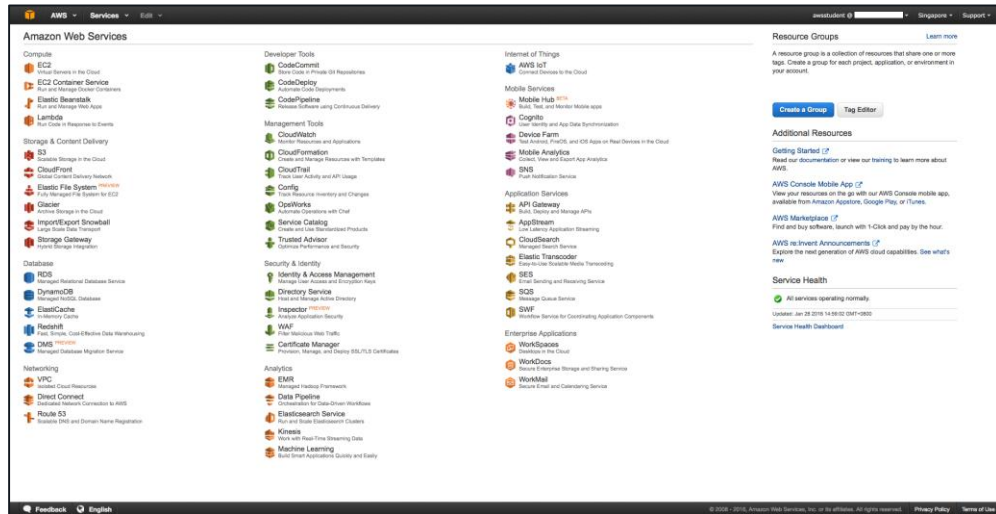 AWS Services Edit
awsstudent @ Singapore Support
Amazon Web Services
Compute
EC2
Virtual Servers in the Cloud
EC2 Container Service
Run and Manage Docker Containers
Elastic Beanstalk
Run and Manage Web Apps
Lambda
Run Code in Response to Events
Storage & Content Delivery
S3
Scalable Storage in the Cloud
CloudFront
Global Content Delivery Network
Elastic File System PREVIEW
Fully Managed File System for EC2
Glacier
Archive Storage in the Cloud
Import/Export Snowball
Large Scale Data Transport
Storage Gateway
Hybrid Storage Integration
Database
RDS
Managed Relational Database Service
DynamoDB
Managed NoSQL Database
ElastiCache
In-Memory Cache
Redshift
Fast, Simple, Cost-Effective Data Warehousing
DMS PREVIEW
Managed Database Migration Service
Networking
VPC
Isolated Cloud Resources
Direct Connect
Dedicated Network Connection to AWS
Route 53
Scalable DNS and Domain Name Registration
Developer Tools
CodeCommit
Store Code in Private Git Repositories
CodeDeploy
Automate Code Deployments
CodePipeline
Release Software using Continuous Delivery
Management Tools
CloudWatch
Monitor Resources and Applications
CloudFormation
Create and Manage Resources with Templates
CloudTrail
Track User Activity and API Usage
Config
Track Resource Inventory and Changes
OpsWorks
Automate Operations with Chef
Service Catalog
Create and Use Standardized Products
Trusted Advisor
Optimize Performance and Security
Security & Identity
Identity & Access Management
Manage User Access and Encryption Keys
Directory Service
Host and Manage Active Directory
Inspector PREVIEW
Analyze Application Security
WAF
Filter Malicious Web Traffic
Certificate Manager
Provision, Manage, and Deploy SSL/TLS Certificates
Analytics
EMR
Managed Hadoop Framework
Data Pipeline
Orchestration for Data-Driven Workflows
Elasticsearch Service
Run and Scale Elasticsearch Clusters
Kinesis
Work with Real-Time Streaming Data
Machine Learning
Build Smart Applications Quickly and Easily
Internet of Things
AWS IoT
Connect Devices to the Cloud
Mobile Services
Mobile Hub BETA
Build, Test, and Monitor Mobile apps
Cognito
User Identity and App Data Synchronization
Device Farm
Test Android, FireOS, and iOS Apps on Real Devices in the Cloud
Mobile Analytics
Collect, View and Export App Analytics
SNS
Push Notification Service
Application Services
API Gateway
Build, Deploy and Manage APIs
AppStream
Low Latency Application Streaming
CloudSearch
Managed Search Service
Elastic Transcoder
Easy-to-Use Scalable Media Transcoding
SES
Email Sending and Receiving Service
SQS
Message Queue Service
SWF
Workflow Service for Coordinating Application Components
Enterprise Applications
WorkSpaces
Desktops in the Cloud
WorkDocs
Secure Enterprise Storage and Sharing Service
WorkMail
Secure Email and Calendaring Service
Resource Groups Learn more
A resource group is a collection of resources that share one or more
tags. Create a group for each project, application, or environment in
your account.
Create a Group Tag Editor
Additional Resources
Getting Started
Read our documentation or view our training to learn more about
AWS.
AWS Console Mobile App
View your resources on the go with our AWS Console mobile app,
available from Amazon Appstore, Google Play, or iTunes.
AWS Marketplace
Find and buy software, launch with 1-Click and pay by the hour.
AWS re:Invent Announcements
Explore the next generation of AWS cloud capabilities. See what's
new
Service Health
All services operating normally.
Updated: Jan 28 2016 14:59:02 GMT+0800
Service Health Dashboard
Feedback English
© 2008 - 2016, Amazon Web Services, Inc. or its affiliates. All rights reserved. Privacy Policy Terms of Use